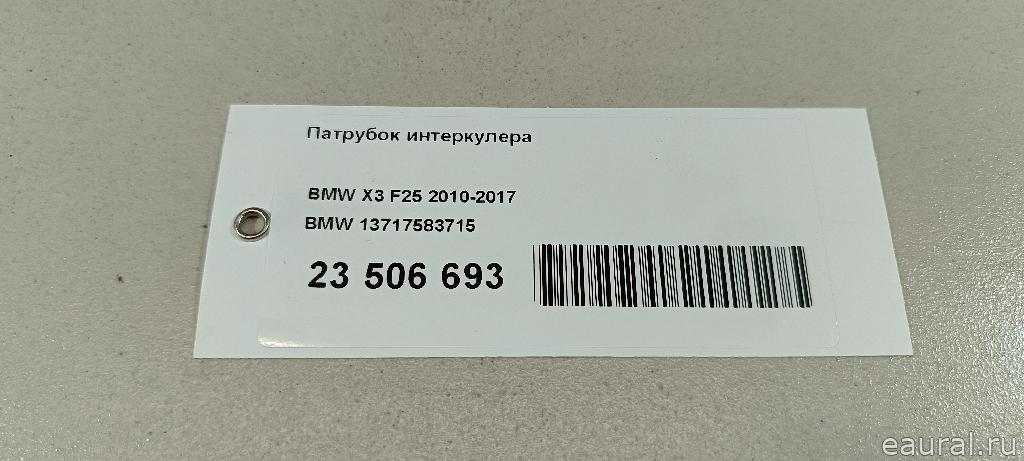 Патрубок интеркулера
BMW X3 F25 2010-2017
BMW 13717583715
23 506 693
eaural.ru